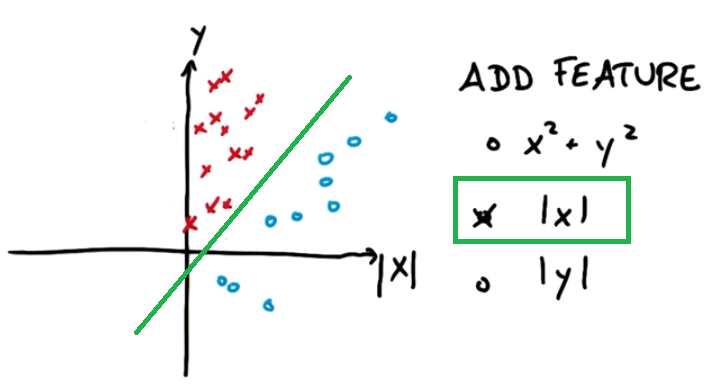 y
ADD FEATURE
x² + y²
|x|
|y|
|X|